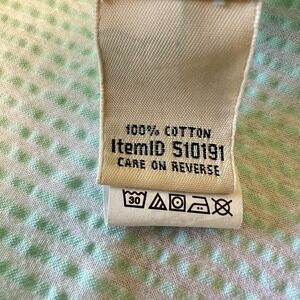 100% COTTON
ItemID 510191
CARE ON REVERSE
30